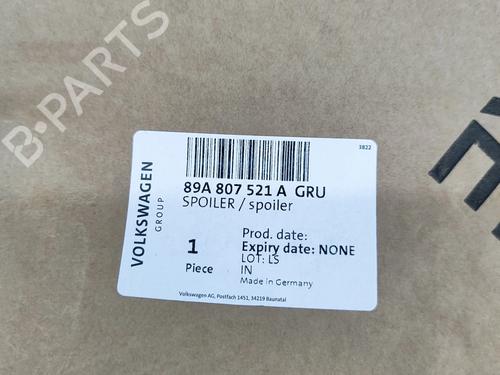 B-PARTS
3822
VOLKSWAGEN
GROUP
89A 807 521 A GRU
SPOILER / spoiler
1
Piece
Prod. date:
Expiry date: NONE
LOT: LS
IN
Made in Germany
Volkswagen AG, Postfach 1451, 34219 Baunatal